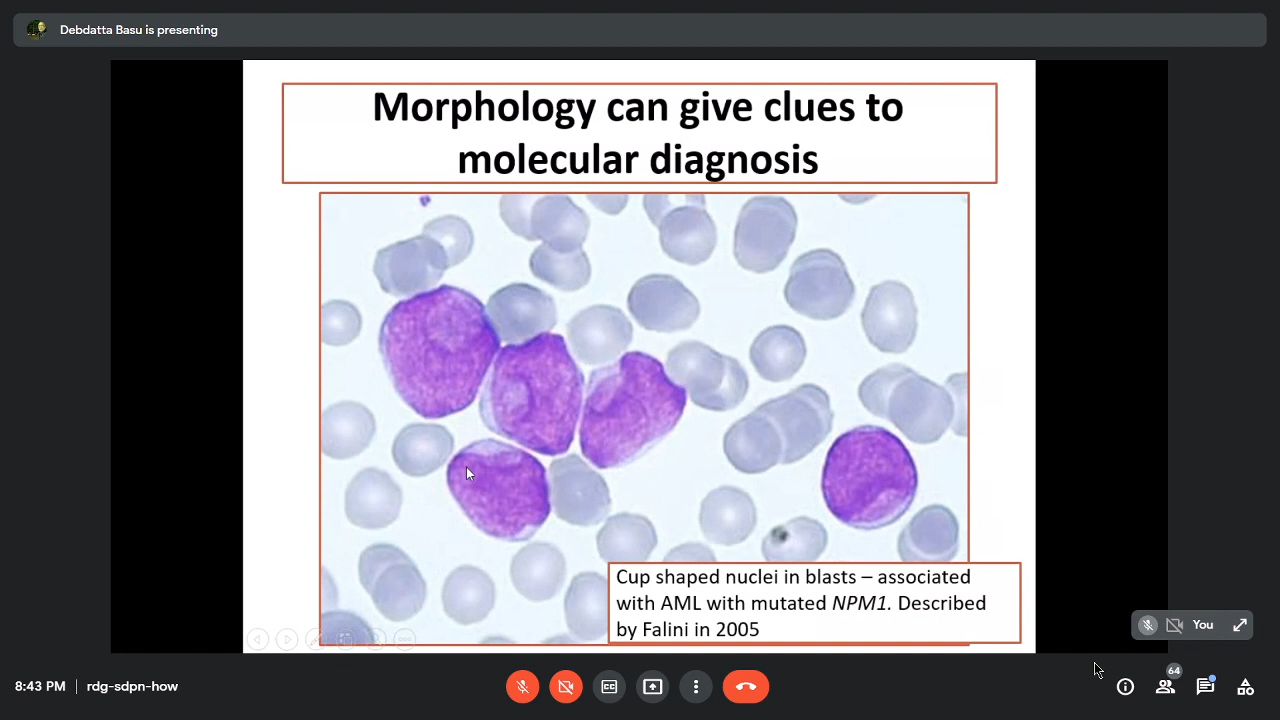 Debdatta Basu is presenting
Morphology can give clues to
molecular diagnosis
Cup shaped nuclei in blasts – associated
with AML with mutated NPM1. Described
by Falini in 2005
You
8:43 PM | rdg-sdpn-how
CC
64